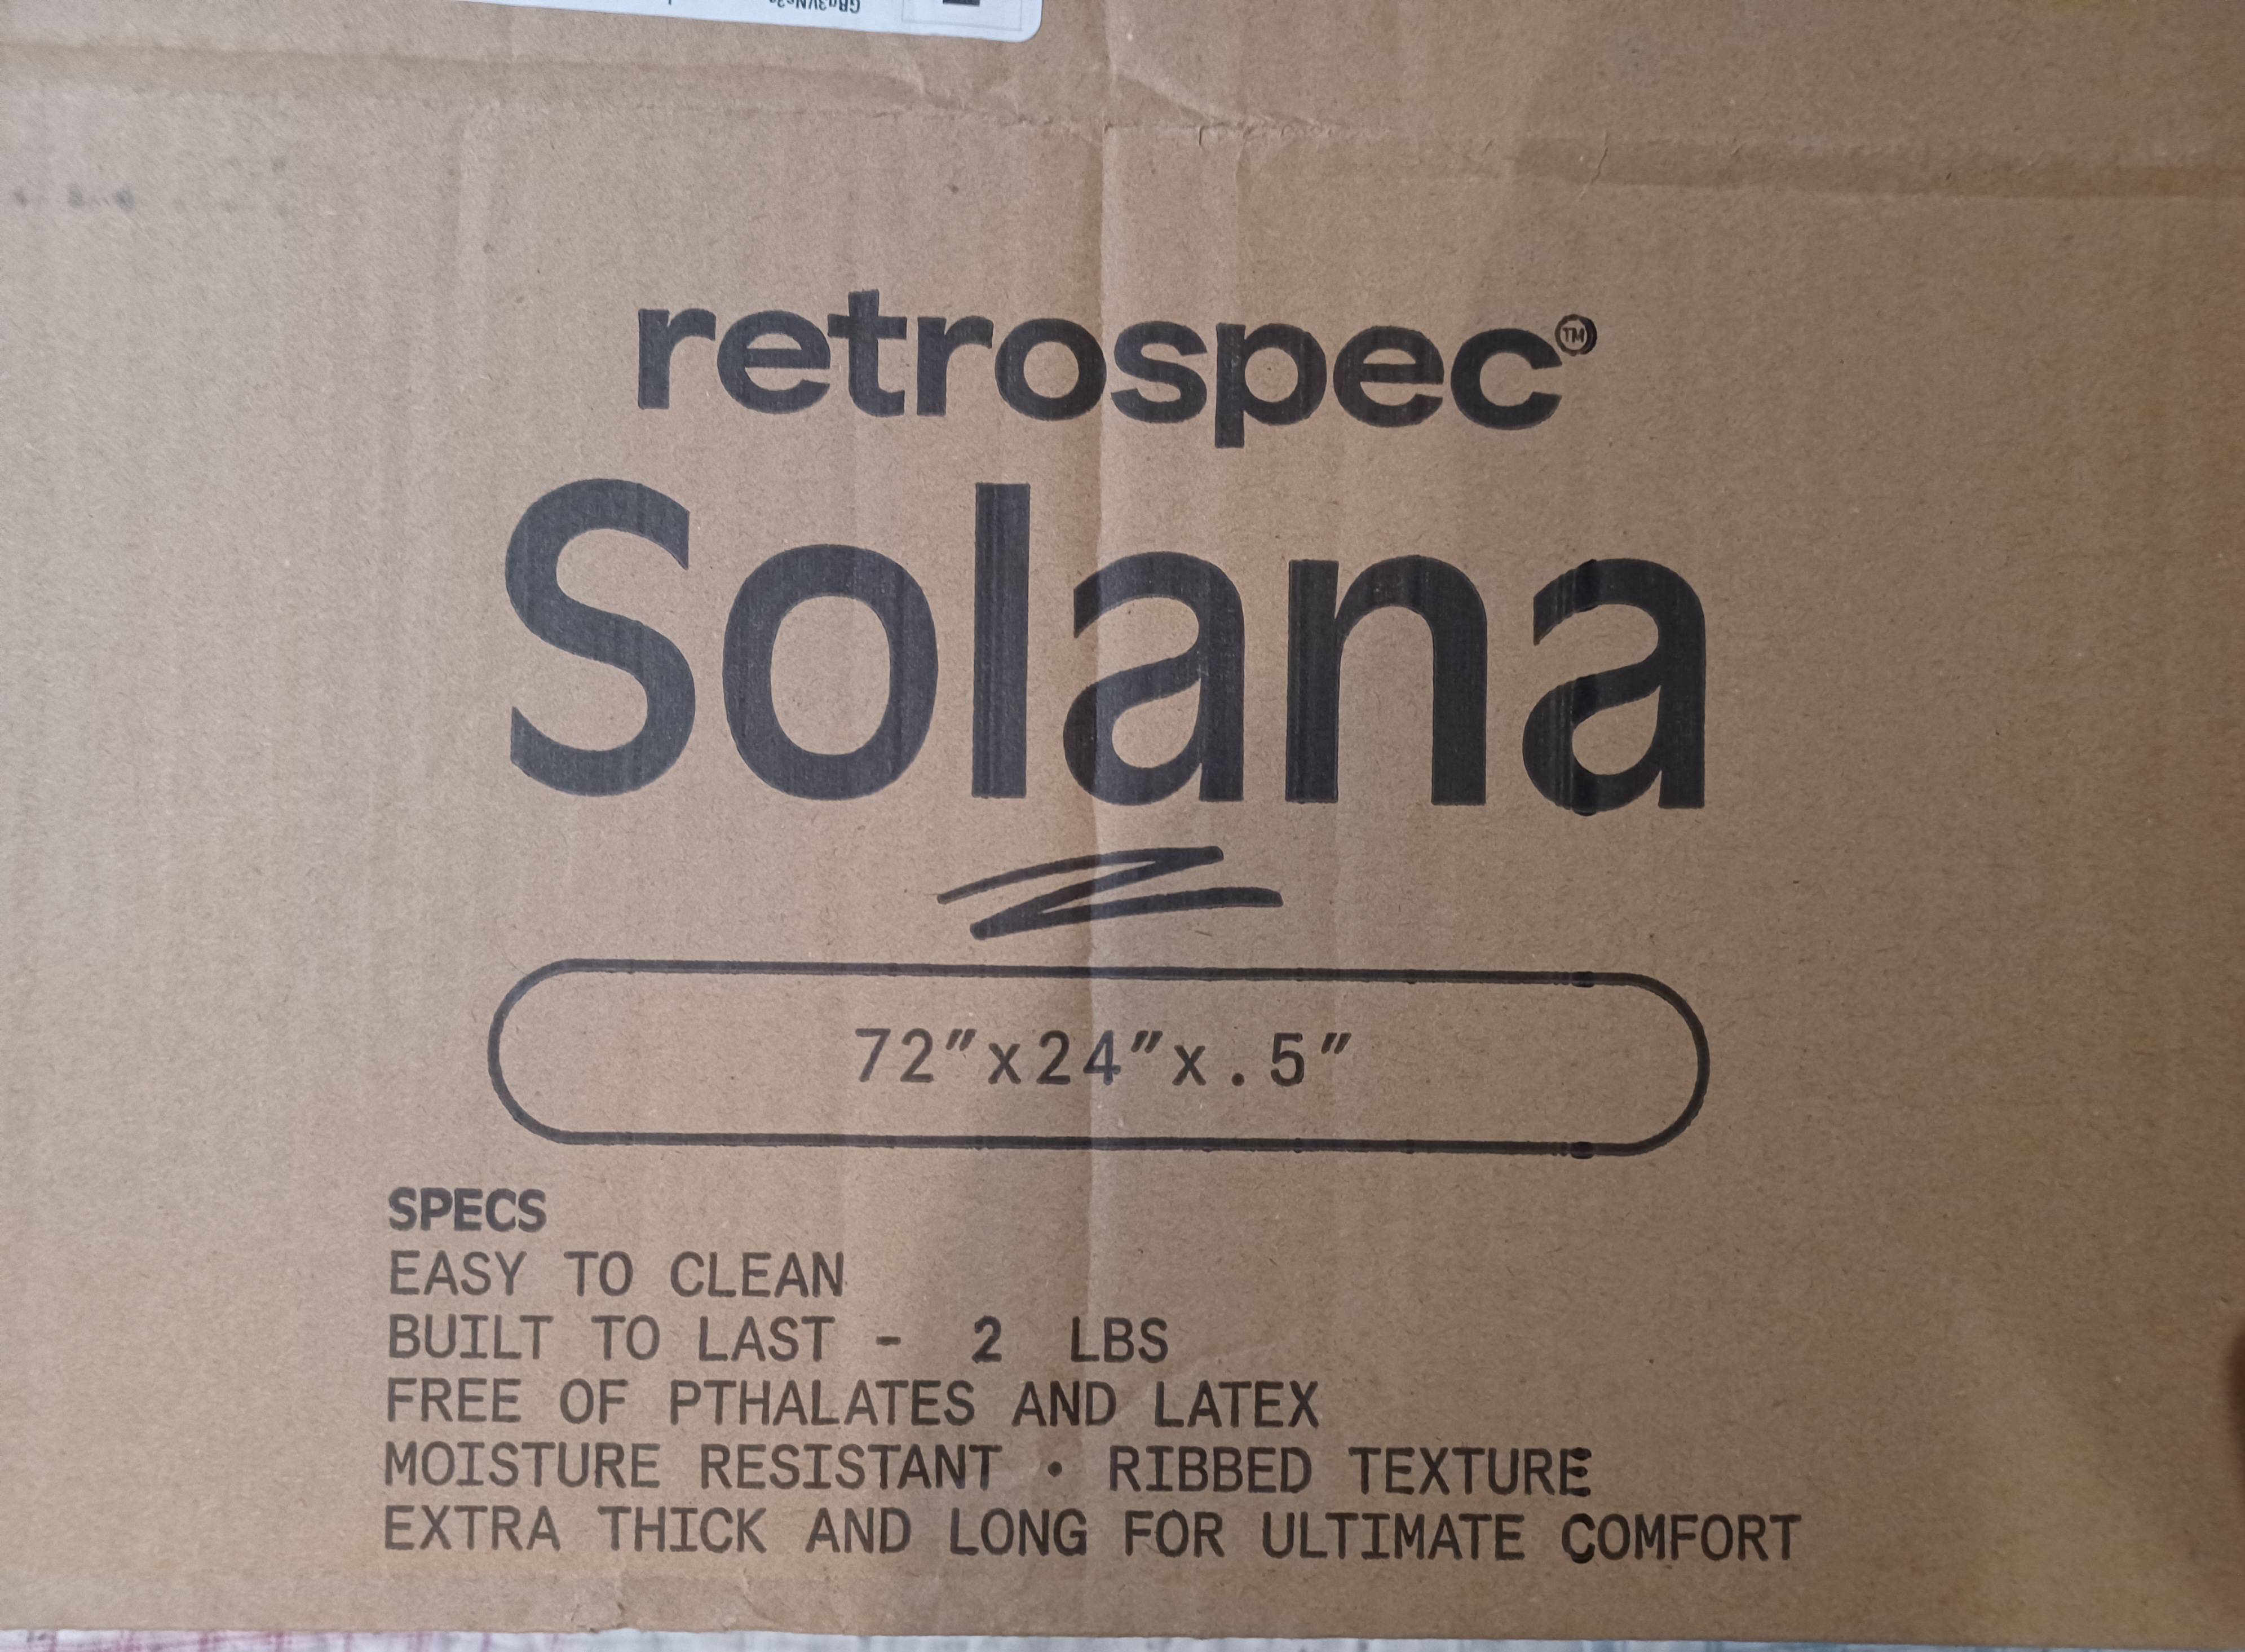 retrospec™
Solana
72"x24"x.5"
SPECS
EASY TO CLEAN
BUILT TO LAST - 2 LBS
FREE OF PTHALATES AND LATEX
MOISTURE RESISTANT • RIBBED TEXTURE
EXTRA THICK AND LONG FOR ULTIMATE COMFORT